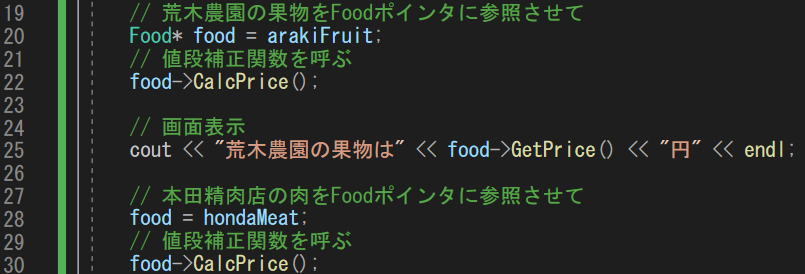 19 // 荒木農園の果物をFoodポインタに参照させて
20 Food* food = arakiFruit;
21 // 値段補正関数を呼ぶ
22 food->CalcPrice();
23
24 // 画面表示
25 cout << "荒木農園の果物は" << food->GetPrice() << "円" << endl;
26
27 // 本田精肉店の肉をFoodポインタに参照させて
28 food = hondaMeat;
29 // 値段補正関数を呼ぶ
30 food->CalcPrice();